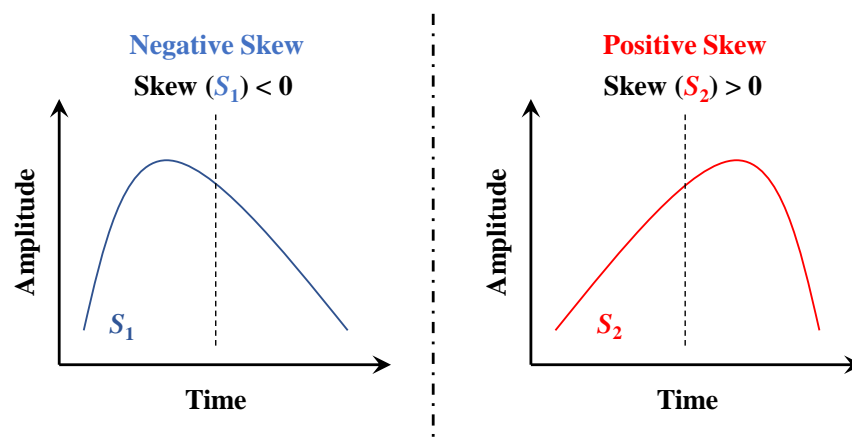 Negative Skew
Skew (S₁) < 0
Amplitude
S₁
Time
Positive Skew
Skew (S₂) > 0
Amplitude
S₂
Time